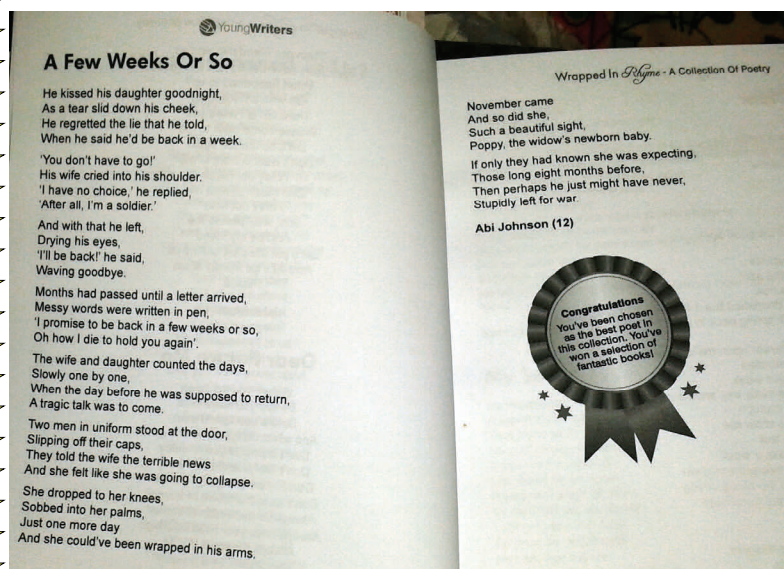 YoungWriters
A Few Weeks Or So
He kissed his daughter goodnight,
As a tear slid down his cheek,
He regretted the lie that he told,
When he said he'd be back in a week.
'You don't have to go!'
His wife cried into his shoulder.
'I have no choice,' he replied,
'After all, I'm a soldier.'
And with that he left,
Drying his eyes,
'I'll be back!' he said,
Waving goodbye.
Months had passed until a letter arrived,
Messy words were written in pen,
'I promise to be back in a few weeks or so,
Oh how I die to hold you again'.
The wife and daughter counted the days,
Slowly one by one,
When the day before he was supposed to return,
A tragic talk was to come.
Two men in uniform stood at the door,
Slipping off their caps,
They told the wife the terrible news
And she felt like she was going to collapse.
She dropped to her knees,
Sobbed into her palms,
Just one more day
And she could've been wrapped in his arms.
Wrapped In Rhyme - A Collection Of Poetry
November came
And so did she,
Such a beautiful sight,
Poppy, the widow's newborn baby.
If only they had known she was expecting,
Those long eight months before,
Then perhaps he just might have never,
Stupidly left for war.
Abi Johnson (12)
Congratulations
You've been chosen
as the best poet in
this collection. You've
won a selection of
fantastic books!